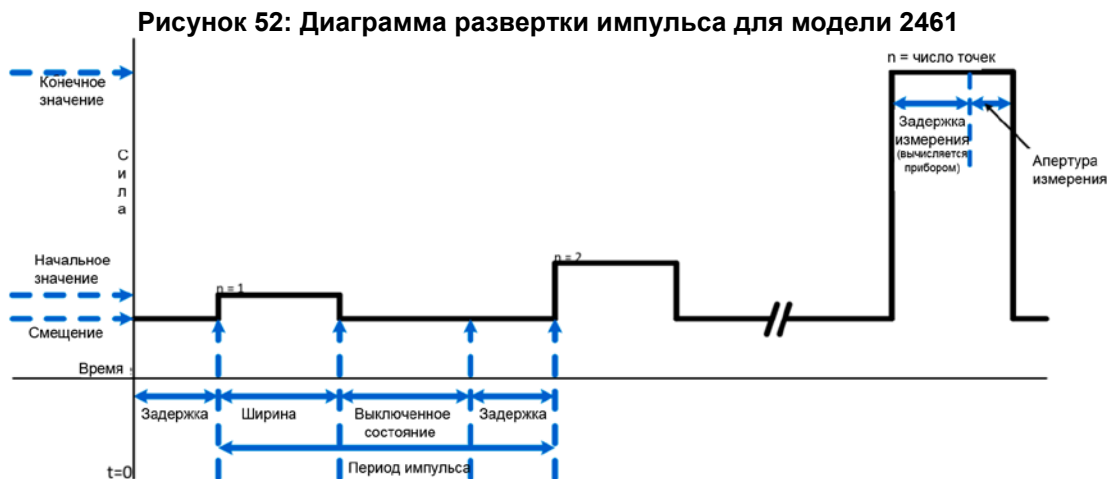 Рисунок 52: Диаграмма развертки импульса для модели 2461
n = число точек
Конечное
значение
Задержка
измерения
(вычисляется
прибором)
Апертура
измерения
С
и
л
а
Начальное
значение
n = 1
n = 2
Смещение
Время
Задержка
Ширина
Выключенное
состояние
Задержка
Период импульса
t=0